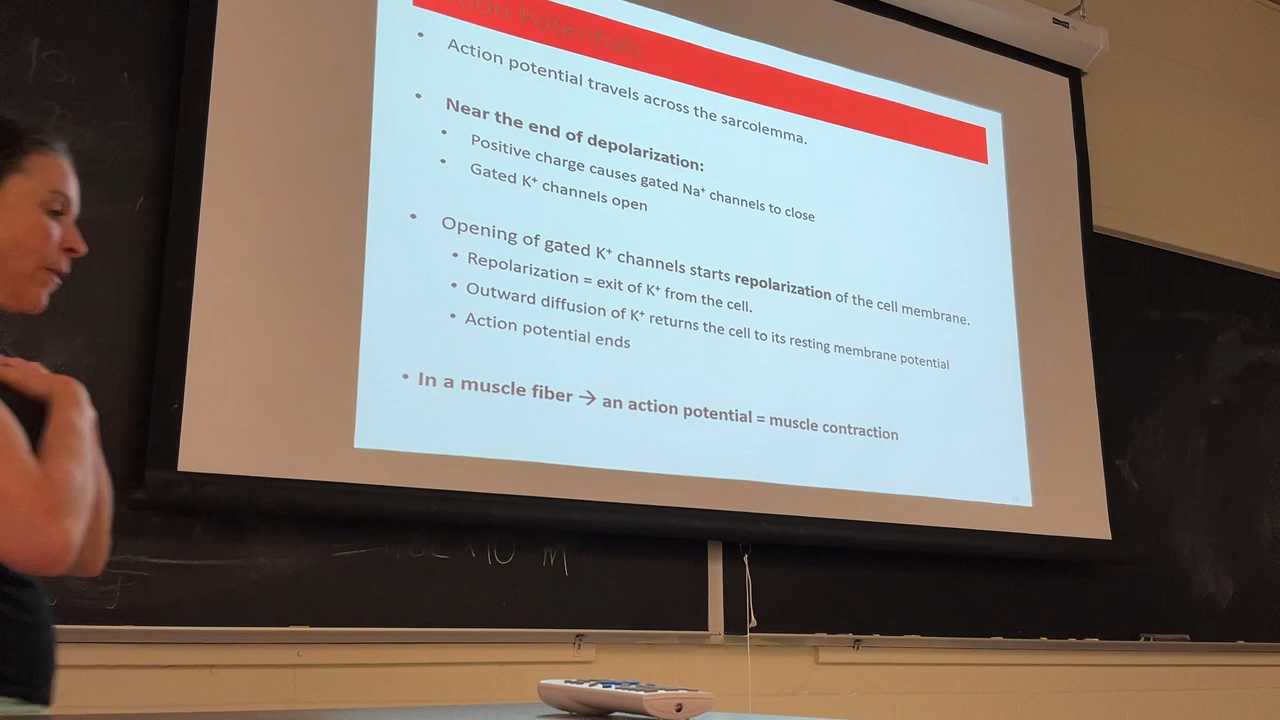 Action Potentials
• Action potential travels across the sarcolemma.
• Near the end of depolarization:
• Positive charge causes gated Na⁺ channels to close
• Gated K⁺ channels open
• Opening of gated K⁺ channels starts repolarization of the cell membrane.
• Repolarization = exit of K⁺ from the cell.
• Outward diffusion of K⁺ returns the cell to its resting membrane potential
• Action potential ends
• In a muscle fiber → an action potential = muscle contraction
M